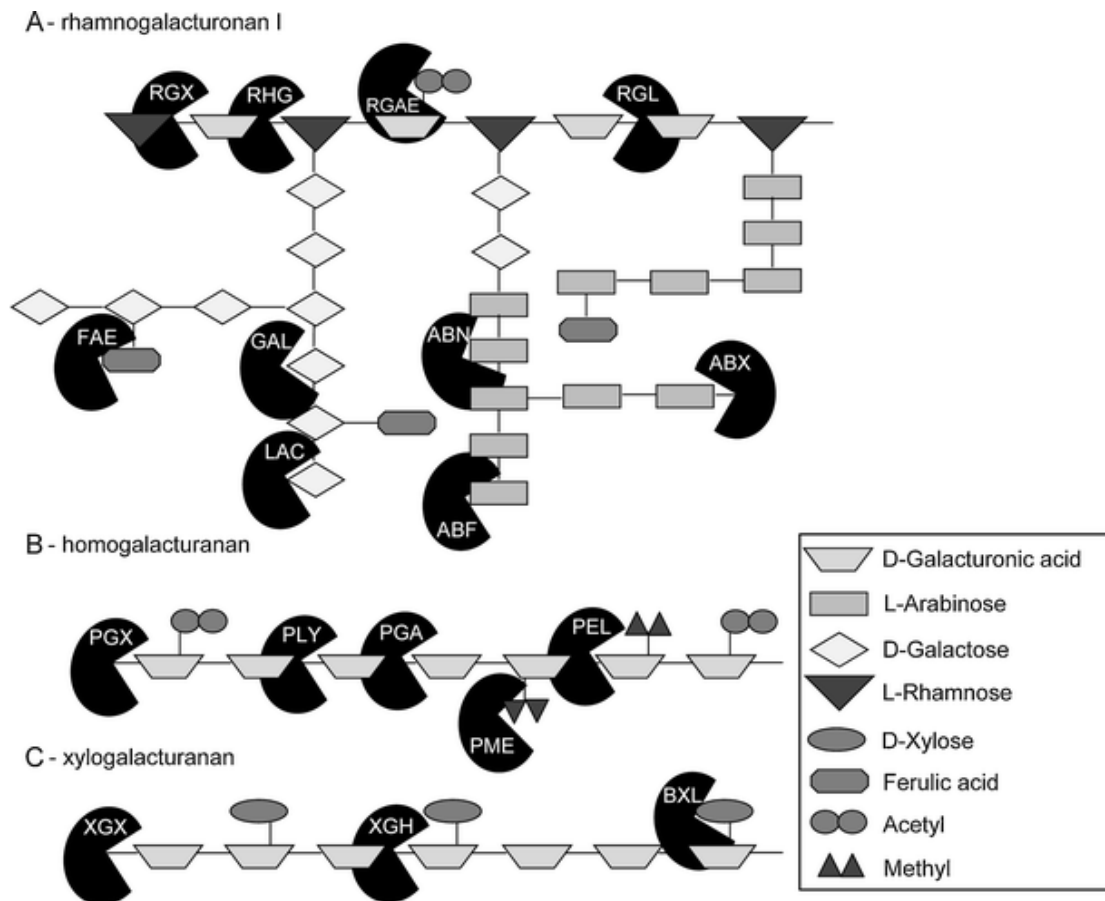 A - rhamnogalacturonan I
RGX
RHG
RGAE
RGL
FAE
GAL
ABN
ABX
LAC
ABF
B - homogalacturanan
PGX
PLY
PGA
PEL
PME
C - xylogalacturanan
XGX
XGH
BXL
D-Galacturonic acid
L-Arabinose
D-Galactose
L-Rhamnose
D-Xylose
Ferulic acid
Acetyl
Methyl